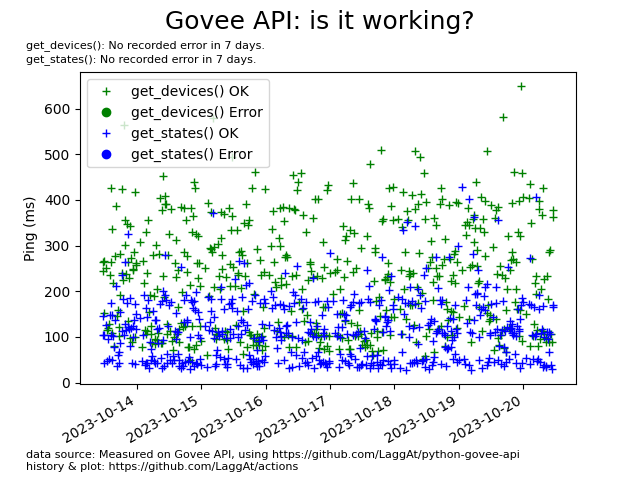 Govee API: is it working?
get_devices(): No recorded error in 7 days.
get_states(): No recorded error in 7 days.
get_devices() OK
get_devices() Error
get_states() OK
get_states() Error
600
500
400
300
200
100
0
Ping (ms)
2023-10-14
2023-10-15
2023-10-16
2023-10-17
2023-10-18
2023-10-19
2023-10-20
data source: Measured on Govee API, using https://github.com/LaggAt/python-govee-api
history & plot: https://github.com/LaggAt/actions